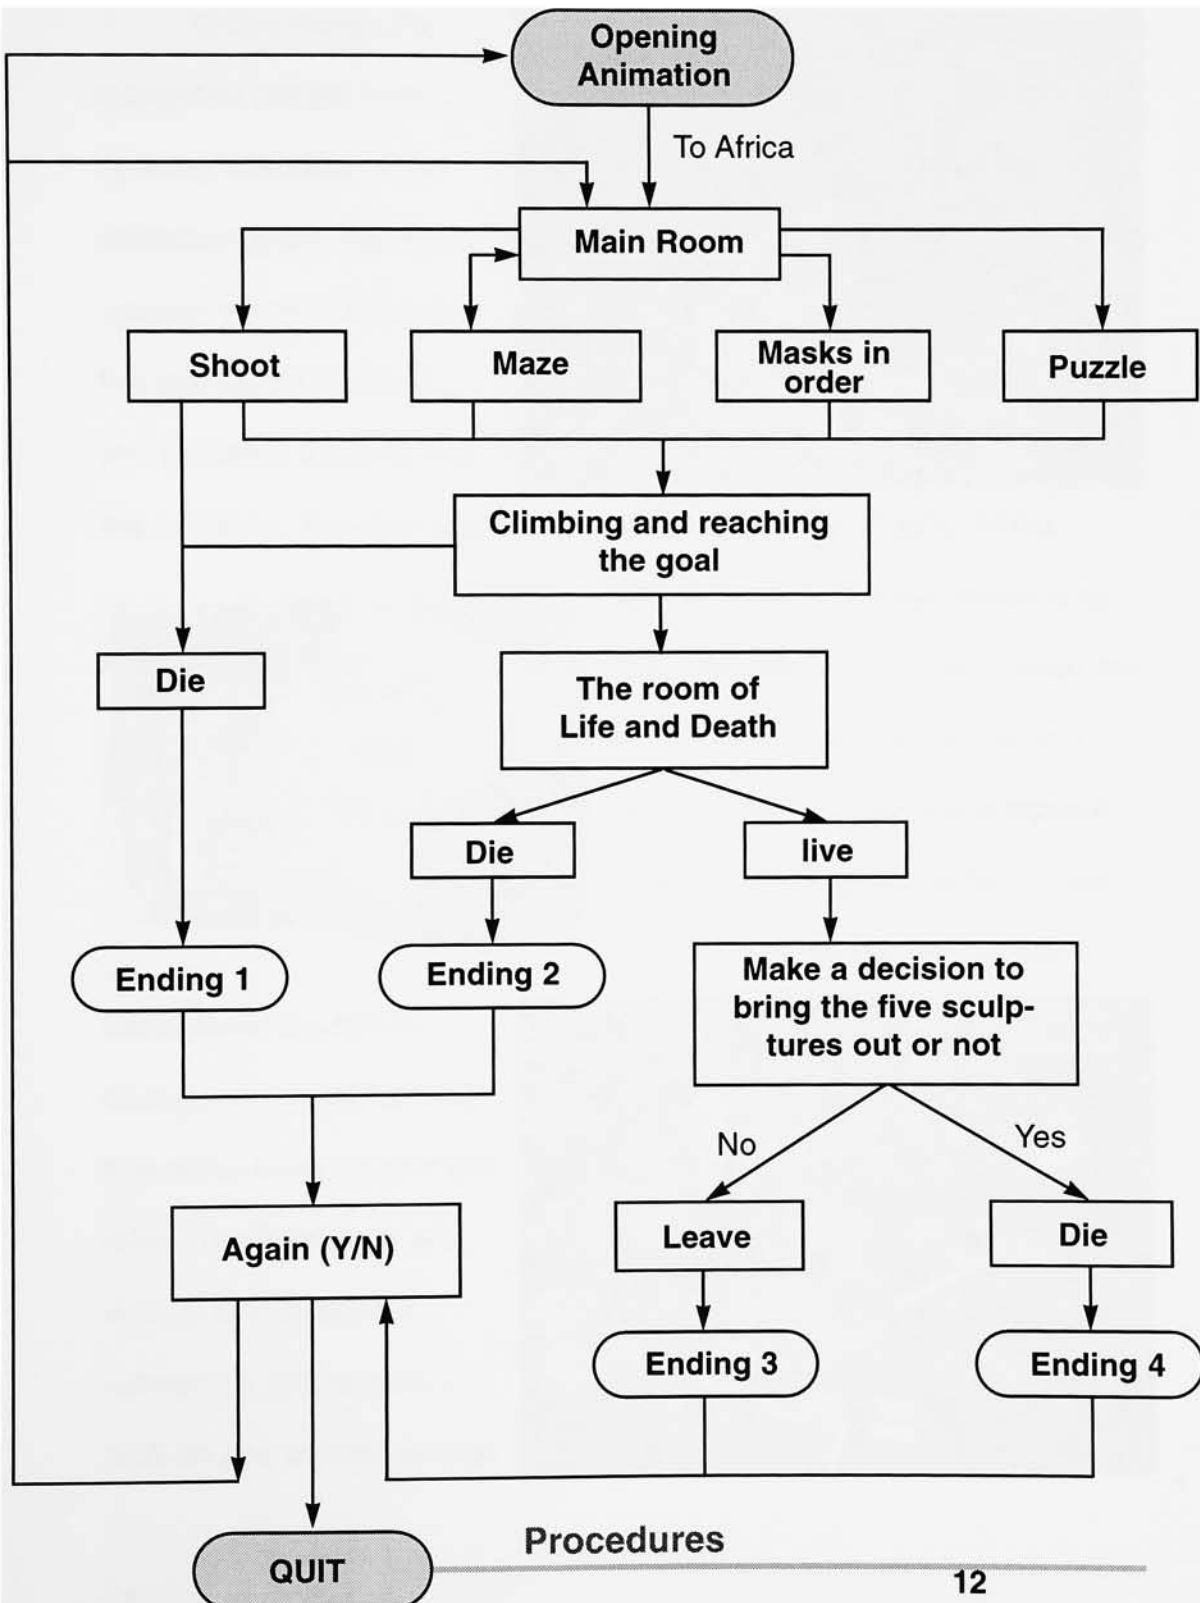 Opening
Animation
To Africa
Main Room
Shoot
Maze
Masks in
order
Puzzle
Climbing and reaching
the goal
Die
The room of
Life and Death
Die
live
Ending 1
Ending 2
Make a decision to
bring the five sculp-
tures out or not
No
Yes
Again (Y/N)
Leave
Die
Ending 3
Ending 4
QUIT
Procedures
12